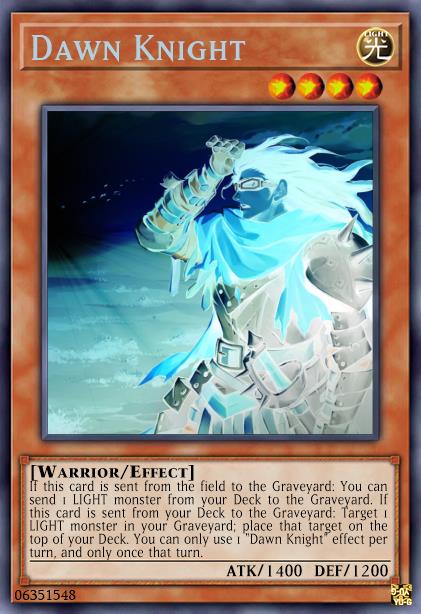 Dawn Knight
LIGHT
光
[Warrior/Effect]
If this card is sent from the field to the Graveyard: You can
send 1 LIGHT monster from your Deck to the Graveyard. If
this card is sent from your Deck to the Graveyard: Target 1
LIGHT monster in your Graveyard; place that target on the
top of your Deck. You can only use 1 "Dawn Knight" effect per
turn, and only once that turn.
ATK/1400 DEF/1200
06351548